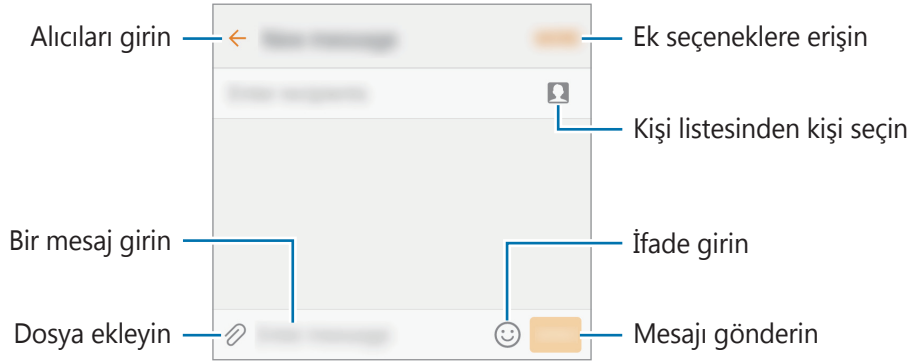 Alıcıları girin
Ek seçeneklere erişin
Kişi listesinden kişi seçin
Bir mesaj girin
İfade girin
Dosya ekleyin
Mesajı gönderin